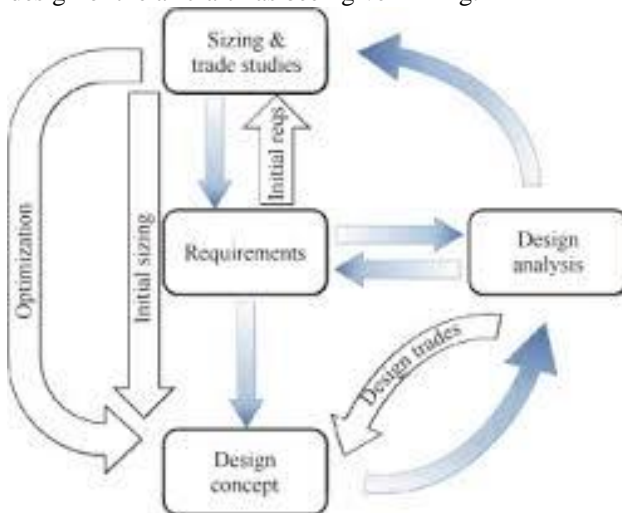 Sizing &
trade studies
Initial reqs
Optimization
Initial sizing
Requirements
Design
analysis
Design trades
Design
concept